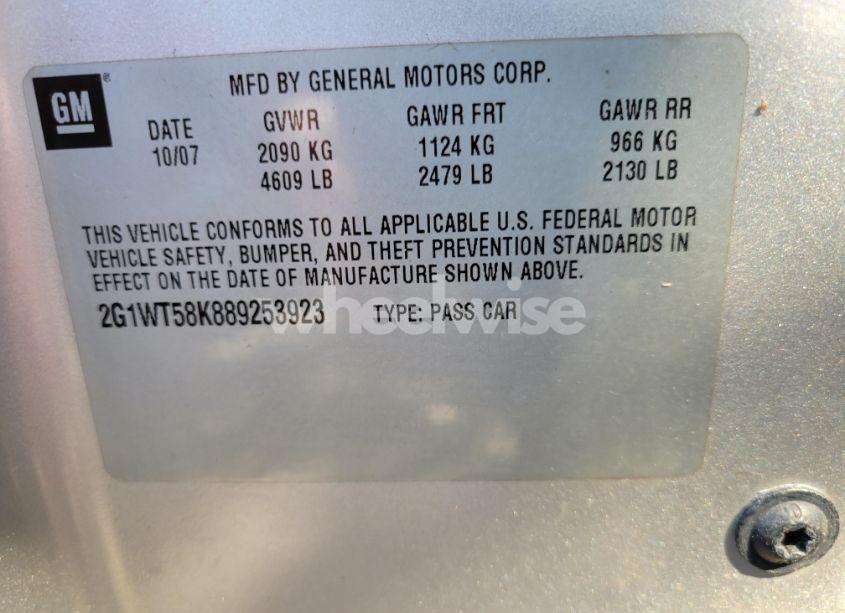 GM
MFD BY GENERAL MOTORS CORP.
DATE GVWR GAWR FRT GAWR RR
10/07 2090 KG 1124 KG 966 KG
4609 LB 2479 LB 2130 LB
THIS VEHICLE CONFORMS TO ALL APPLICABLE U.S. FEDERAL MOTOR
VEHICLE SAFETY, BUMPER, AND THEFT PREVENTION STANDARDS IN
EFFECT ON THE DATE OF MANUFACTURE SHOWN ABOVE.
2G1WT58K889253923 TYPE: PASS CAR
wheelwise